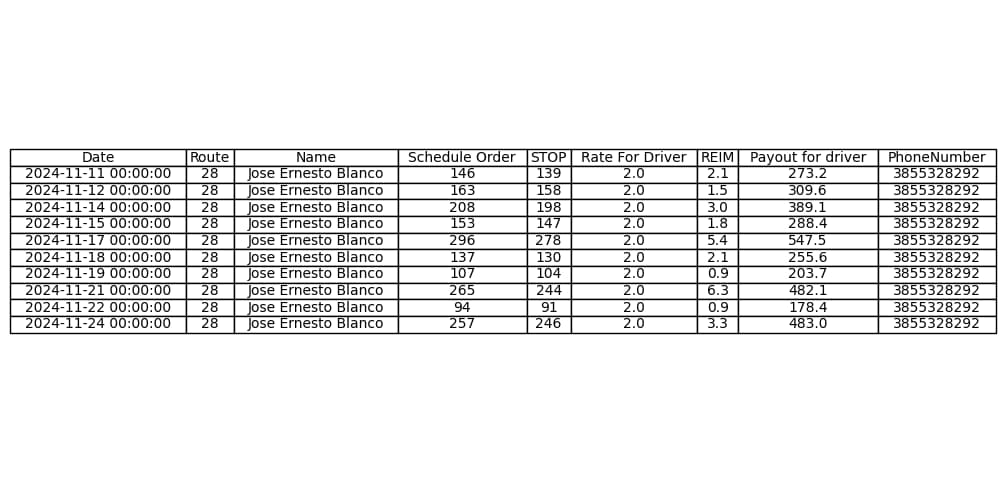 Date Route Name Schedule Order STOP Rate For Driver REIM Payout for driver PhoneNumber
2024-11-11 00:00:00 28 Jose Ernesto Blanco 146 139 2.0 2.1 273.2 3855328292
2024-11-12 00:00:00 28 Jose Ernesto Blanco 163 158 2.0 1.5 309.6 3855328292
2024-11-14 00:00:00 28 Jose Ernesto Blanco 208 198 2.0 3.0 389.1 3855328292
2024-11-15 00:00:00 28 Jose Ernesto Blanco 153 147 2.0 1.8 288.4 3855328292
2024-11-17 00:00:00 28 Jose Ernesto Blanco 296 278 2.0 5.4 547.5 3855328292
2024-11-18 00:00:00 28 Jose Ernesto Blanco 137 130 2.0 2.1 255.6 3855328292
2024-11-19 00:00:00 28 Jose Ernesto Blanco 107 104 2.0 0.9 203.7 3855328292
2024-11-21 00:00:00 28 Jose Ernesto Blanco 265 244 2.0 6.3 482.1 3855328292
2024-11-22 00:00:00 28 Jose Ernesto Blanco 94 91 2.0 0.9 178.4 3855328292
2024-11-24 00:00:00 28 Jose Ernesto Blanco 257 246 2.0 3.3 483.0 3855328292